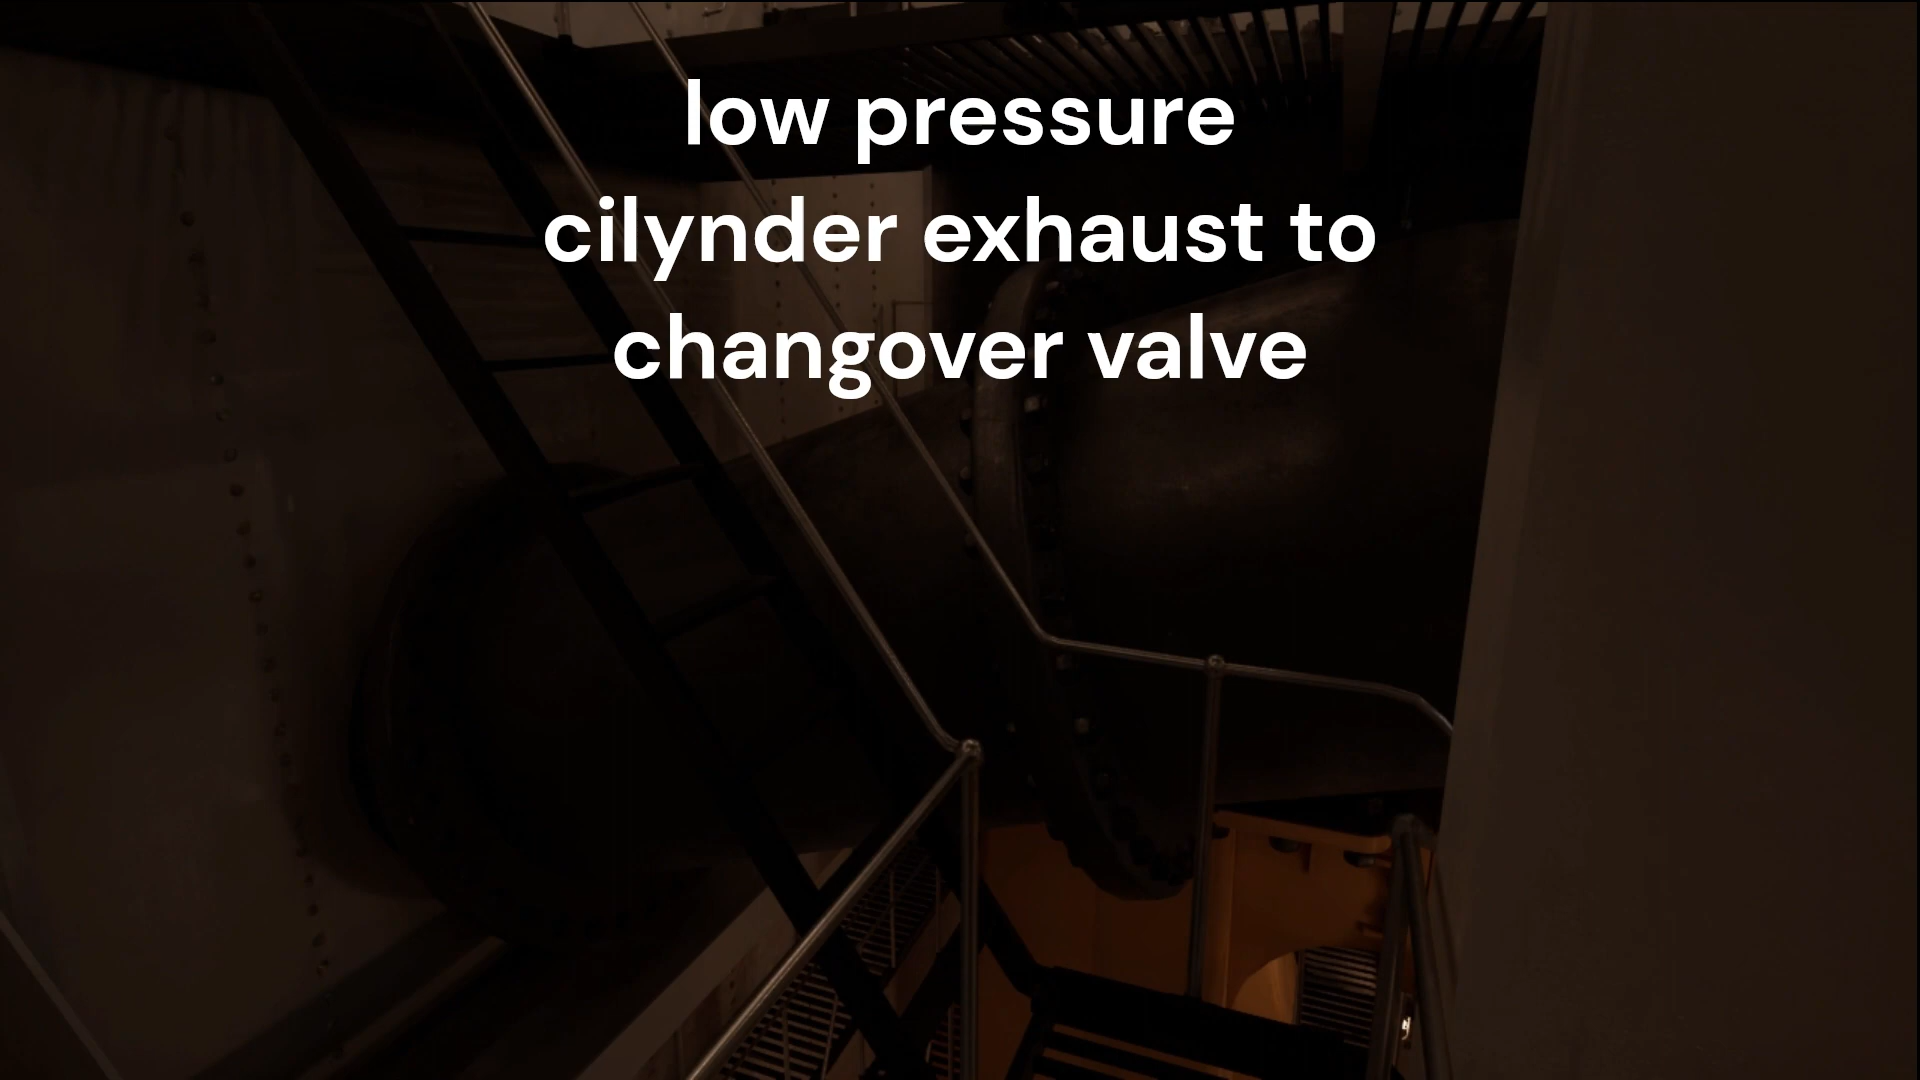 low pressure
cilynder exhaust to
changover valve